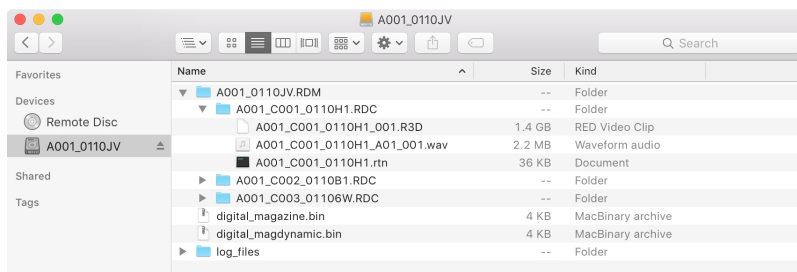 A001_0110JV
Search
Favorites
Devices
Remote Disc
A001_0110JV
Shared
Tags
Name Size Kind
A001_0110JV.RDM -- Folder
A001_C001_0110H1.RDC -- Folder
A001_C001_0110H1_001.R3D 1.4 GB RED Video Clip
A001_C001_0110H1_A01_001.wav 2.2 MB Waveform audio
A001_C001_0110H1.rtn 36 KB Document
A001_C002_0110B1.RDC -- Folder
A001_C003_01106W.RDC -- Folder
digital_magazine.bin 4 KB MacBinary archive
digital_magdynamic.bin 4 KB MacBinary archive
log_files -- Folder